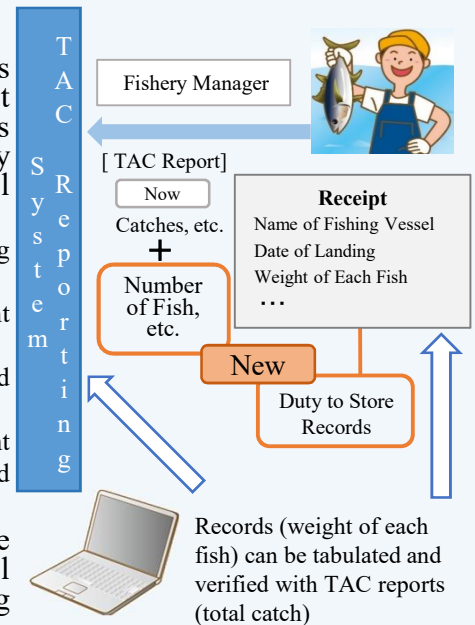 TAC Reporting
System
Fishery Manager
[ TAC Report]
Now
Catches, etc.
+
Number
of Fish,
etc.
New
Receipt
Name of Fishing Vessel
Date of Landing
Weight of Each Fish
…
Duty to Store
Records
Records (weight of each
fish) can be tabulated and
verified with TAC reports
(total catch)